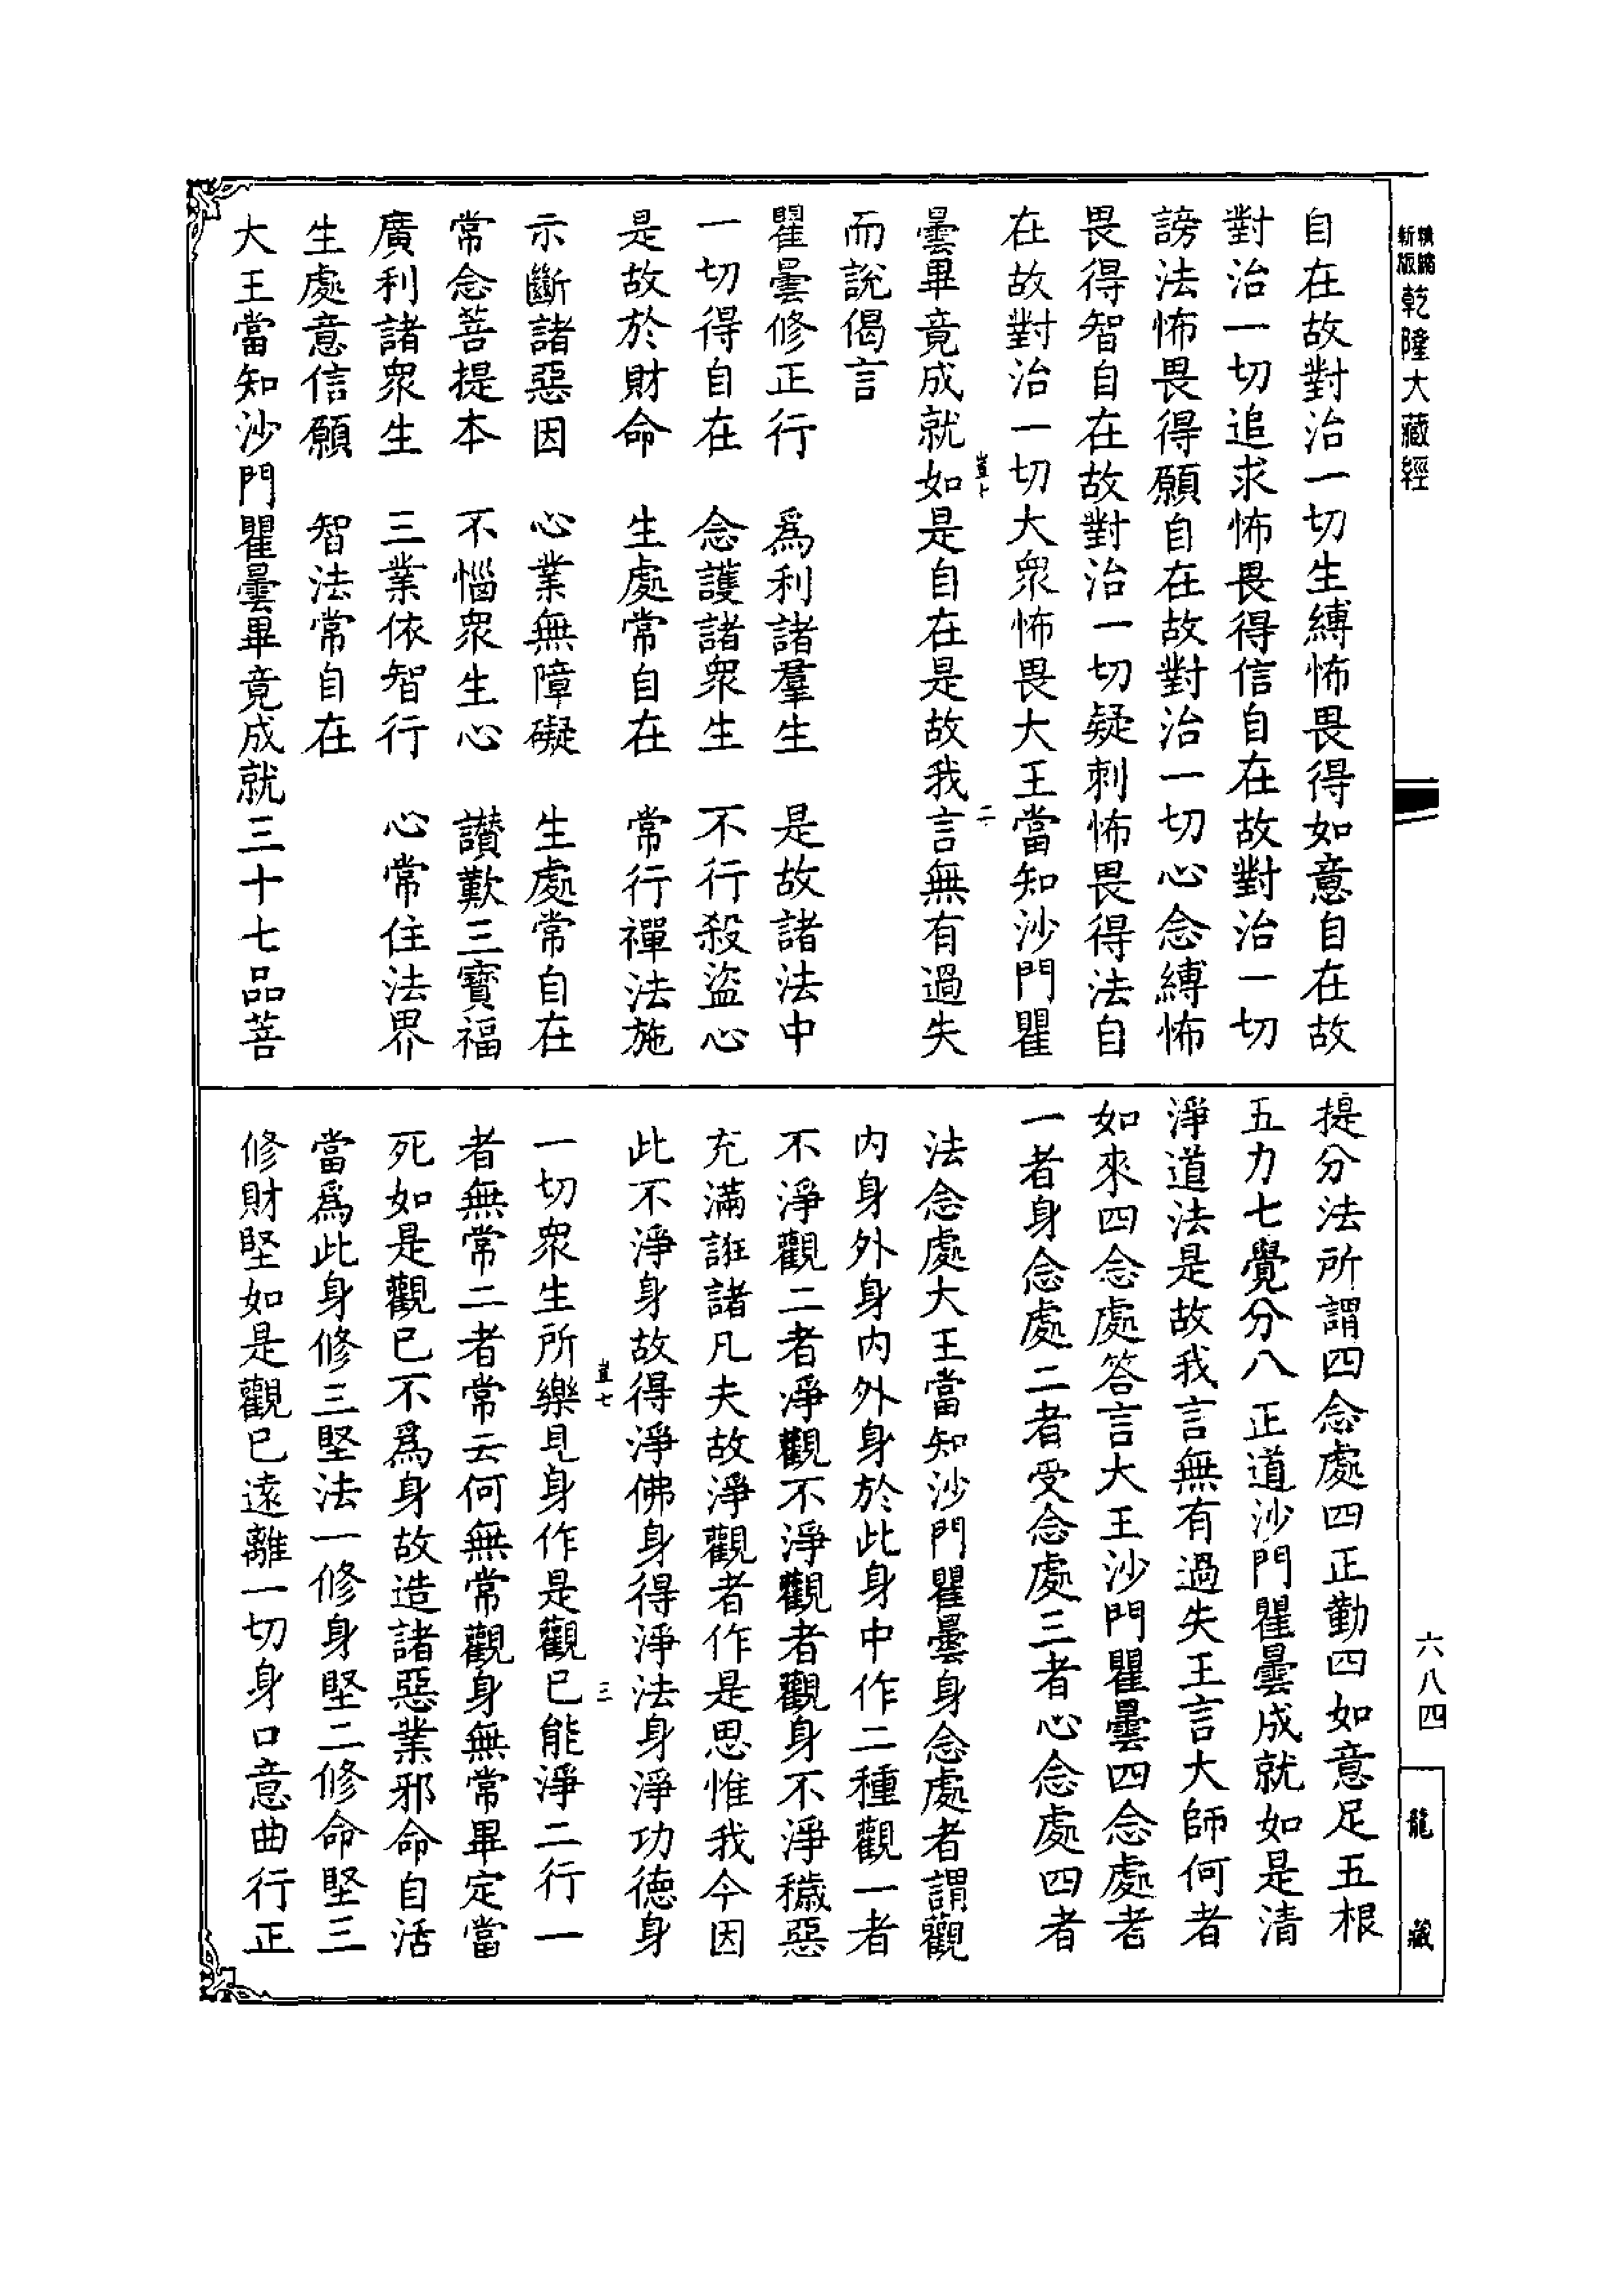 新版
精縮
乾隆大藏經
自在故對治一切生縛怖畏得如意自在故
對治一切追求怖畏得信自在故對治一切
謗法怖畏得願自在故對治一切心念縛怖
畏得智自在故對治一切疑刺怖畏得法自
在故對治一切大眾怖畏大王當知沙門瞿
曇畢竟成就如是自在是故我言無有過失
而說偈言
瞿曇修正行　為利諸羣生　是故諸法中
一切得自在　念護諸眾生　不行殺盜心
是故於財命　生處常自在　常行禪法施
示斷諸惡因　心業無障礙　生處常自在
常念菩提本　不惱眾生心　讚歎三寶福
廣利諸眾生　三業依智行　心常住法界
生處意信願　智法常自在
大王當知沙門瞿曇畢竟成就三十七品菩
提分法所謂四念處四正勤四如意足五根
五力七覺分八正道沙門瞿曇成就如是清
淨道法是故我言無有過失王言大師何者
如來四念處答言大王沙門瞿曇四念處者
一者身念處二者受念處三者心念處四者
法念處大王當知沙門瞿曇身念處者謂觀
內身外身內外身於此身中作二種觀一者
不淨觀二者淨觀不淨觀者觀身不淨穢惡
充滿誑諸凡夫故淨觀者作是思惟我今因
此不淨身故得淨佛身得淨法身淨功德身
一切眾生所樂見身作是觀已能淨二行一
者無常二者常云何無常觀身無常畢定當
死如是觀已不為身故造諸惡業邪命自活
當為此身修三堅法一修身堅二修命堅三
修財堅如是觀已遠離一切身口意曲行正
六八四
龍藏